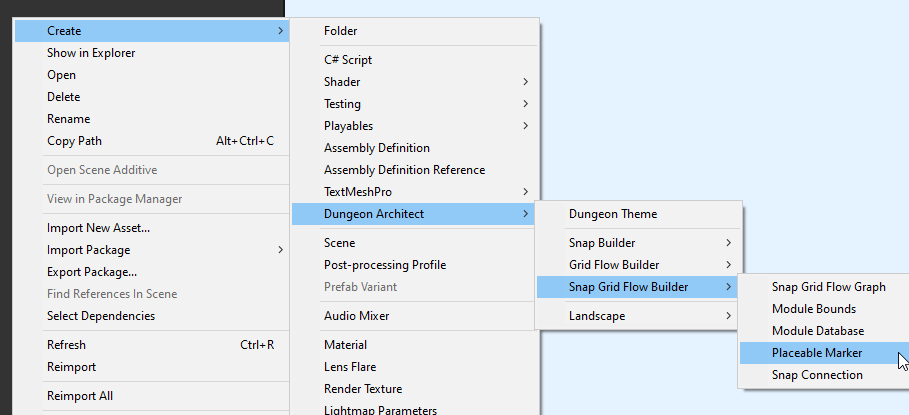 Create
Show in Explorer
Open
Delete
Rename
Copy Path Alt+Ctrl+C
Open Scene Additive
View in Package Manager
Import New Asset...
Import Package
Export Package...
Find References In Scene
Select Dependencies
Refresh Ctrl+R
Reimport
Reimport All
Folder
C# Script
Shader
Testing
Playables
Assembly Definition
Assembly Definition Reference
TextMeshPro
Dungeon Architect
Scene
Post-processing Profile
Prefab Variant
Audio Mixer
Material
Lens Flare
Render Texture
Lightmap Parameters
Dungeon Theme
Snap Builder
Grid Flow Builder
Snap Grid Flow Builder
Landscape
Snap Grid Flow Graph
Module Bounds
Module Database
Placeable Marker
Snap Connection